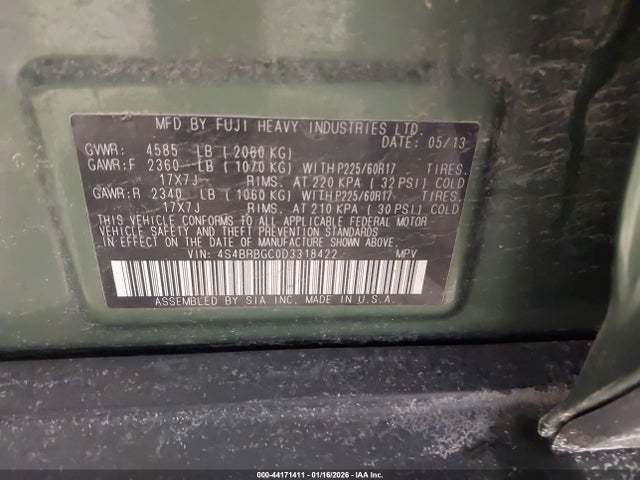 MFD BY FUJI HEAVY INDUSTRIES LTD.
DATE: 05/13
GVWR: 4585 LB (2080 KG)
GAWR:F 2360 LB (1070 KG) WITH P225/60R17 TIRES.
17X7J RIMS. AT 220 KPA (32 PSI) COLD
GAWR:R 2340 LB (1060 KG) WITH P225/60R17 TIRES.
17X7J RIMS. AT 210 KPA (30 PSI) COLD
THIS VEHICLE CONFORMS TO ALL APPLICABLE FEDERAL MOTOR
VEHICLE SAFETY AND THEFT PREVENTION STANDARDS
IN EFFECT ON THE DATE OF MANUFACTURE SHOWN ABOVE.
VIN: 4S4BRBGC0D3318422 MPV
ASSEMBLED BY SIA INC. MADE IN U.S.A.
000-44171411 - 01/16/2026 - IAA Inc.